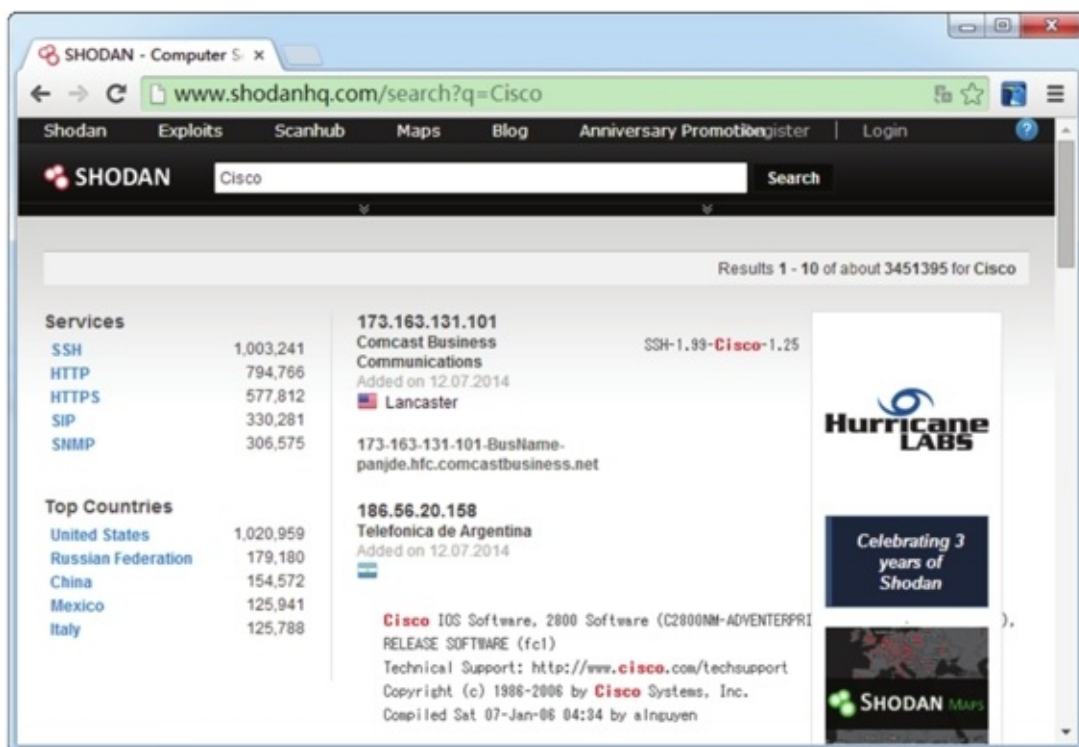 SHODAN - Computer S
www.shodanhq.com/search?q=Cisco
Shodan Exploits Scanhub Maps Blog Anniversary Promotion Register | Login
SHODAN Cisco Search
Results 1 - 10 of about 3451395 for Cisco
Services
SSH 1,003,241
HTTP 794,766
HTTPS 577,812
SIP 330,281
SNMP 306,575
Top Countries
United States 1,020,959
Russian Federation 179,180
China 154,572
Mexico 125,941
Italy 125,788
173.163.131.101
Comcast Business
Communications
Added on 12.07.2014
Lancaster
173-163-131-101-BusName-
panjde.hfc.comcastbusiness.net
SSH-1.99-Cisco-1.25
186.56.20.158
Telefonica de Argentina
Added on 12.07.2014
Cisco IOS Software, 2800 Software (C2800NM-ADVENTERPRI ),
RELEASE SOFTWARE (fc1)
Technical Support: http://www.cisco.com/techsupport
Copyright (c) 1986-2006 by Cisco Systems, Inc.
Compiled Sat 07-Jan-06 04:34 by alnguyen
Hurricane
LABS
Celebrating 3
years of
Shodan
SHODAN MAPS